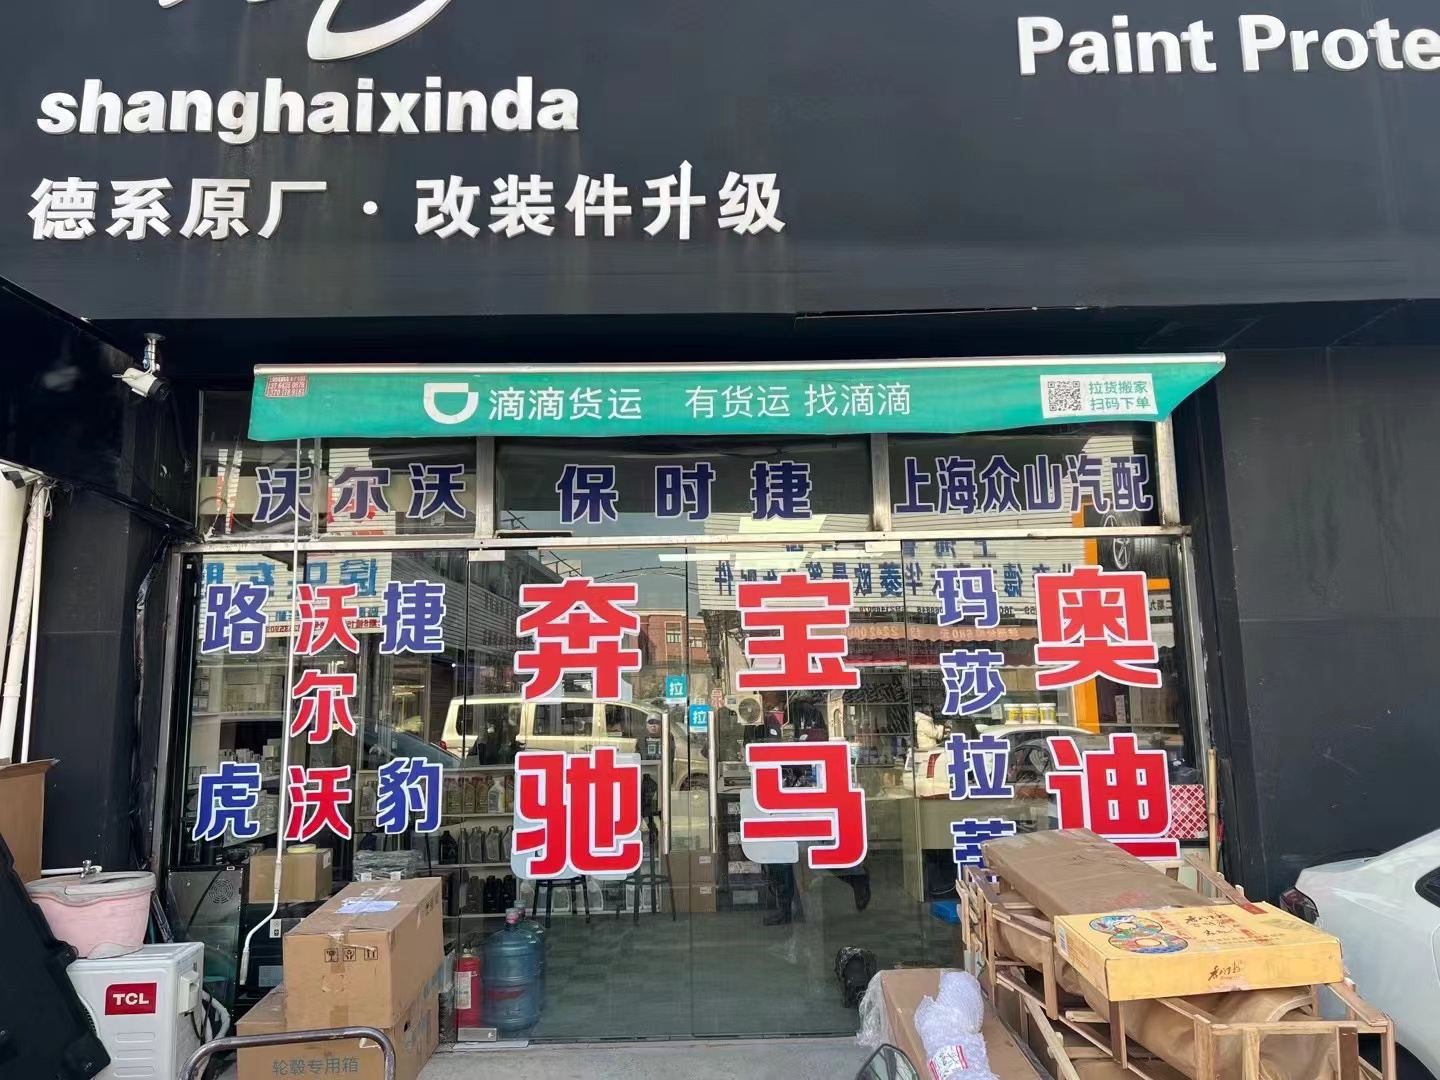 Paint Prote
shanghaixinda
德系原厂·改装件升级
滴滴货运 有货运 找滴滴
拉货搬家
扫码下单
沃尔沃
保时捷
上海众山汽配
路虎
沃尔沃
捷豹
奔驰
宝马
玛莎拉蒂
奥迪
拉
拉
TCL
轮毂专用箱